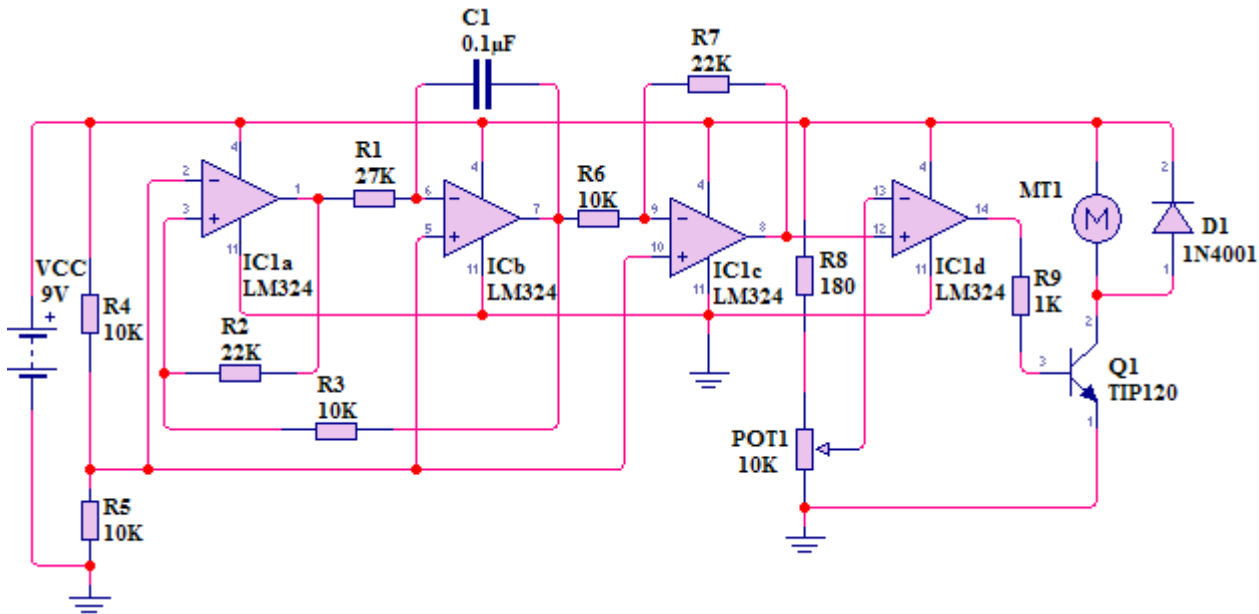 C1
0.1µF
R7
22K
4
4
4
4
2
3
1
R1
27K
6
5
7
R6
10K
9
10
8
13
12
14
2
1
MT1
M
D1
1N4001
11
IC1a
LM324
11
ICb
LM324
11
IC1c
LM324
11
IC1d
LM324
VCC
9V
+
R4
10K
R8
180
R9
1K
R2
22K
R3
10K
2
3
1
Q1
TIP120
POT1
10K
R5
10K